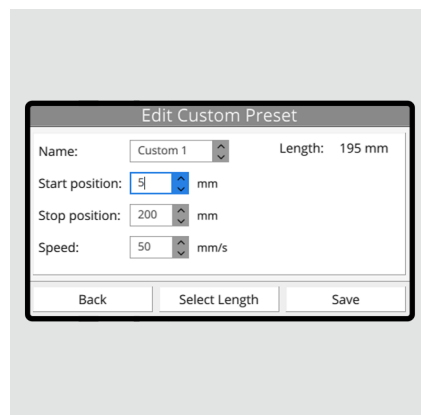 Edit Custom Preset
Name: Custom 1 Length: 195 mm
Start position: 5 mm
Stop position: 200 mm
Speed: 50 mm/s
Back Select Length Save